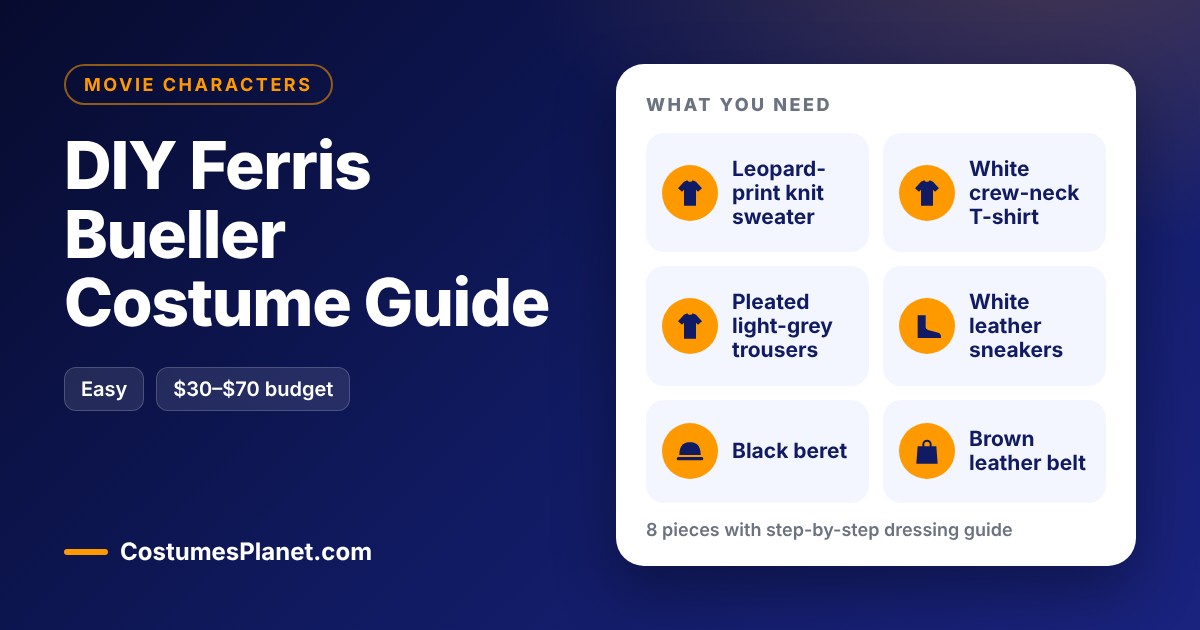 MOVIE CHARACTERS
DIY Ferris
Bueller
Costume Guide
Easy
$30–$70 budget
CostumesPlanet.com
WHAT YOU NEED
Leopard-
print knit
sweater
White
crew-neck
T-shirt
Pleated
light-grey
trousers
White
leather
sneakers
Black beret
Brown
leather belt
8 pieces with step-by-step dressing guide